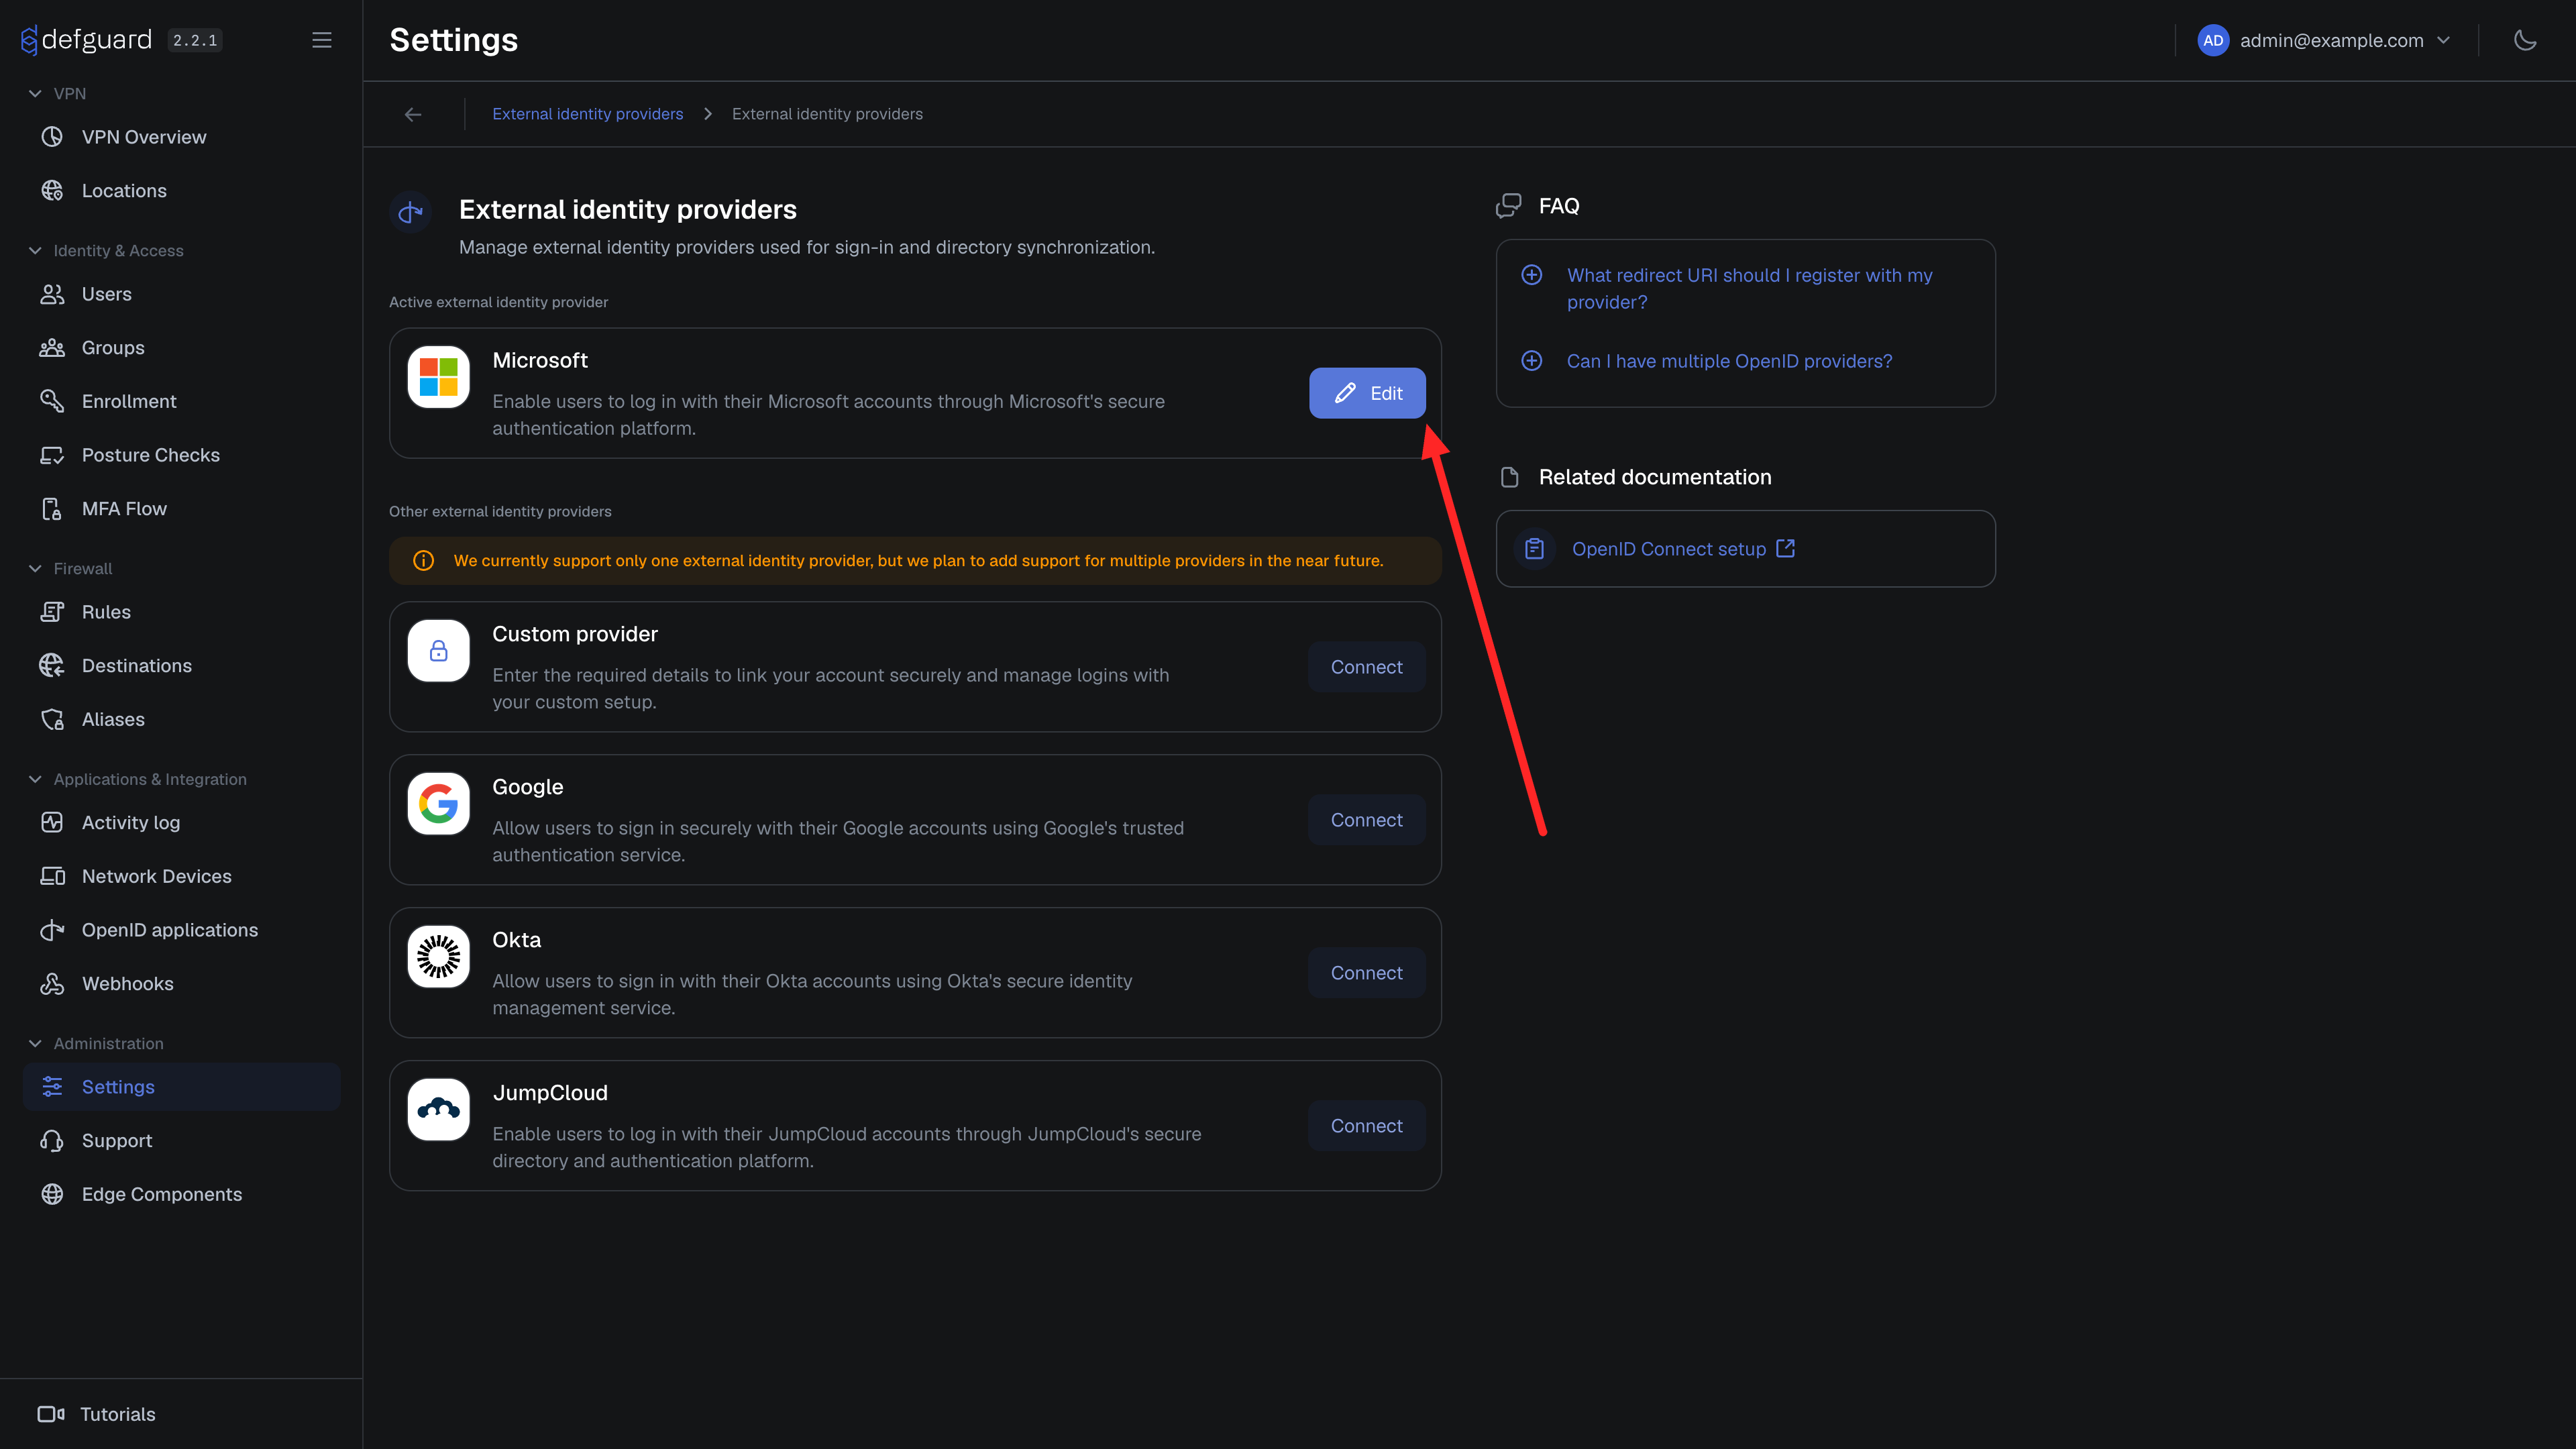 defguard 2.2.1
VPN
VPN Overview
Locations
Identity & Access
Users
Groups
Enrollment
Posture Checks
MFA Flow
Firewall
Rules
Destinations
Aliases
Applications & Integration
Activity log
Network Devices
OpenID applications
Webhooks
Administration
Settings
Support
Edge Components
Tutorials
Settings
AD admin@example.com
External identity providers
External identity providers
External identity providers
Manage external identity providers used for sign-in and directory synchronization.
Active external identity provider
Microsoft
Enable users to log in with their Microsoft accounts through Microsoft's secure
authentication platform.
Edit
Other external identity providers
We currently support only one external identity provider, but we plan to add support for multiple providers in the near future.
Custom provider
Enter the required details to link your account securely and manage logins with
your custom setup.
Connect
Google
Allow users to sign in securely with their Google accounts using Google's trusted
authentication service.
Connect
Okta
Allow users to sign in with their Okta accounts using Okta's secure identity
management service.
Connect
JumpCloud
Enable users to log in with their JumpCloud accounts through JumpCloud's secure
directory and authentication platform.
Connect
FAQ
What redirect URI should I register with my
provider?
Can I have multiple OpenID providers?
Related documentation
OpenID Connect setup